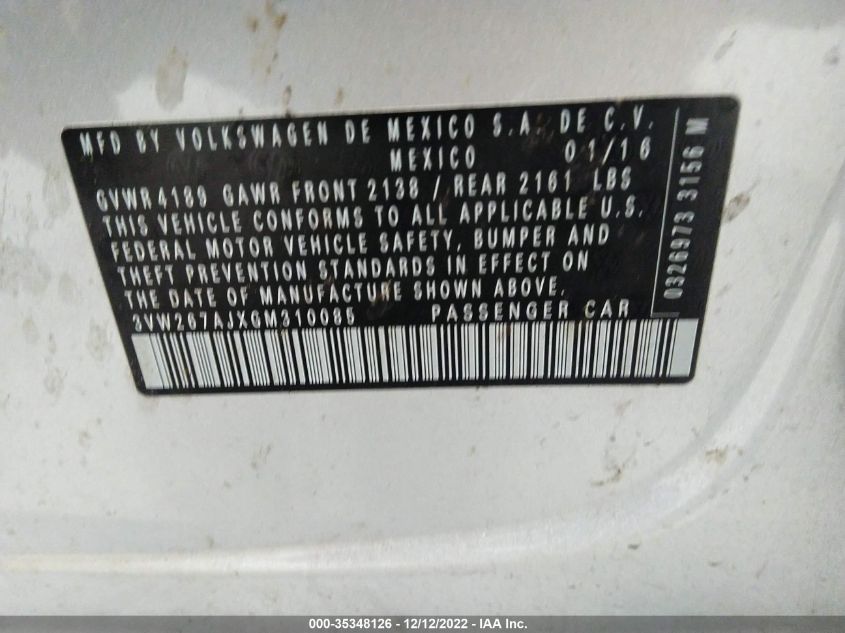 MFD BY VOLKSWAGEN DE MEXICO S.A. DE C.V.
MEXICO 01/16
GVWR 4189 GAWR FRONT 2138 / REAR 2161 LBS
THIS VEHICLE CONFORMS TO ALL APPLICABLE U.S.
FEDERAL MOTOR VEHICLE SAFETY, BUMPER AND
THEFT PREVENTION STANDARDS IN EFFECT ON
THE DATE OF MANUFACTURE SHOWN ABOVE.
3VW267AJXGM310085 PASSENGER CAR
0326973 3156 M
000-35348126 - 12/12/2022 - IAA Inc.